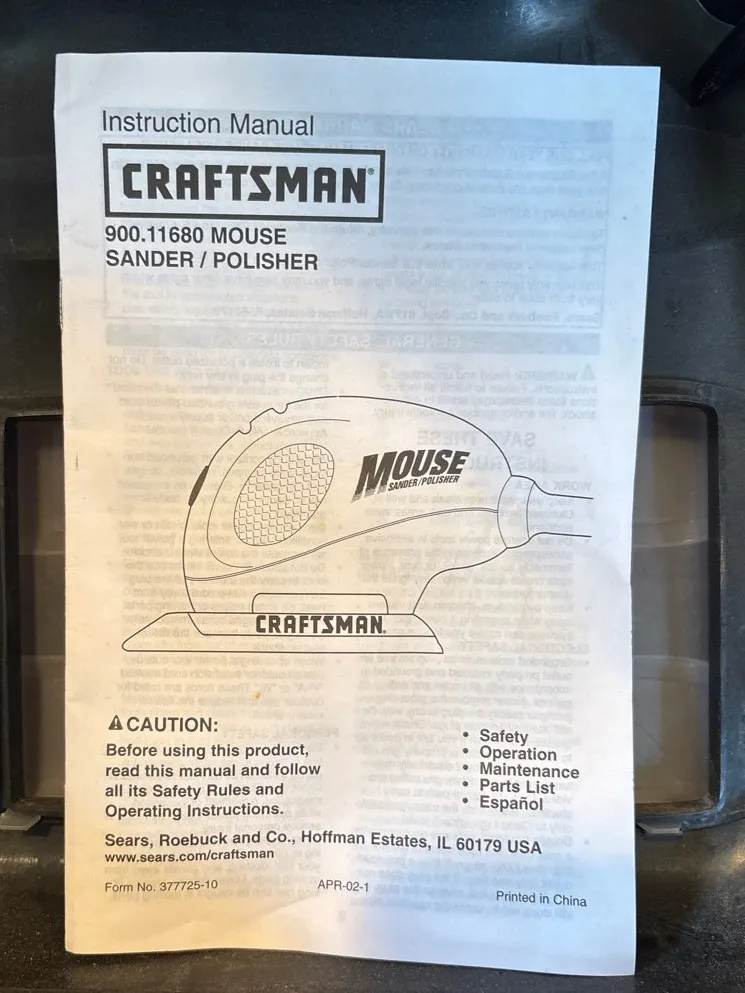 Instruction Manual
CRAFTSMAN®
900.11680 MOUSE
SANDER / POLISHER
MOUSE
SANDER/POLISHER
CRAFTSMAN®
⚠ CAUTION:
Before using this product,
read this manual and follow
all its Safety Rules and
Operating Instructions.
• Safety
• Operation
• Maintenance
• Parts List
• Español
Sears, Roebuck and Co., Hoffman Estates, IL 60179 USA
www.sears.com/craftsman
Form No. 377725-10 APR-02-1 Printed in China